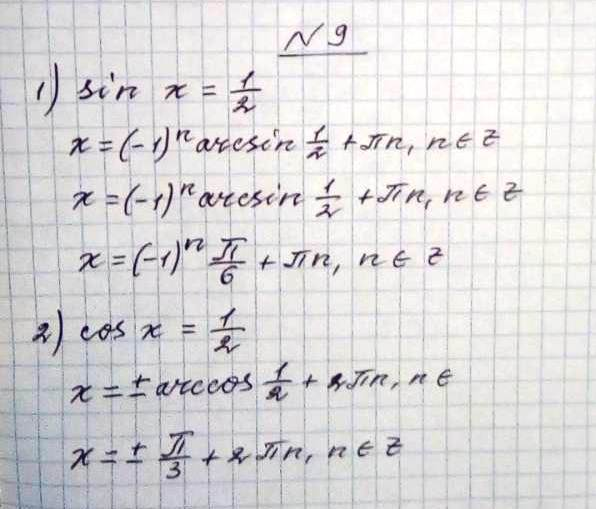 N 9
1) sin x = 1/2
x = (-1)^n arcsin 1/2 + πn, n ∈ z
x = (-1)^n arcsin 1/2 + πn, n ∈ z
x = (-1)^n π/6 + πn, n ∈ z
2) cos x = 1/2
x = ± arccos 1/2 + 2πn, n ∈
x = ± π/3 + 2πn, n ∈ z